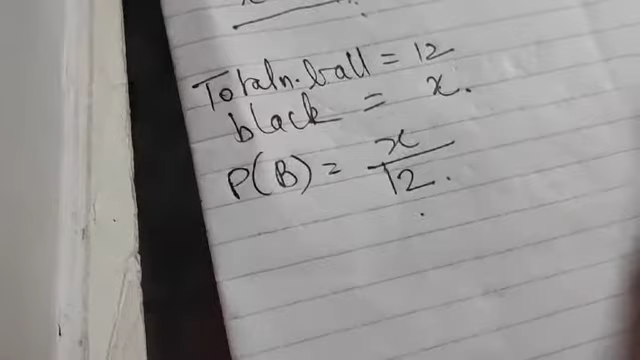 Total n. ball = 12
black = x.
P(B) = x/12.